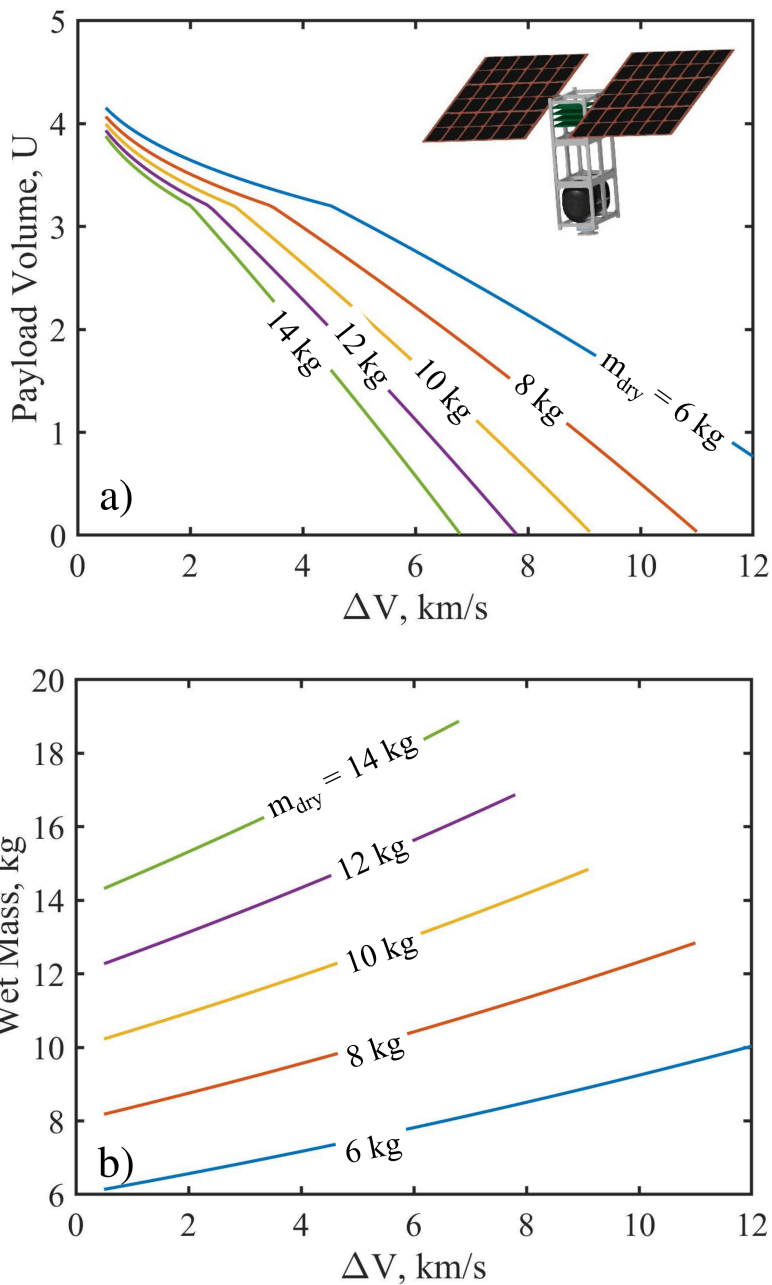 5
4
3
2
1
0
Payload Volume, U
14 kg
12 kg
10 kg
8 kg
m_dry = 6 kg
a)
0 2 4 6 8 10 12
ΔV, km/s
20
18
16
14
12
10
8
6
Wet Mass, kg
m_dry = 14 kg
12 kg
10 kg
8 kg
6 kg
b)
0 2 4 6 8 10 12
ΔV, km/s